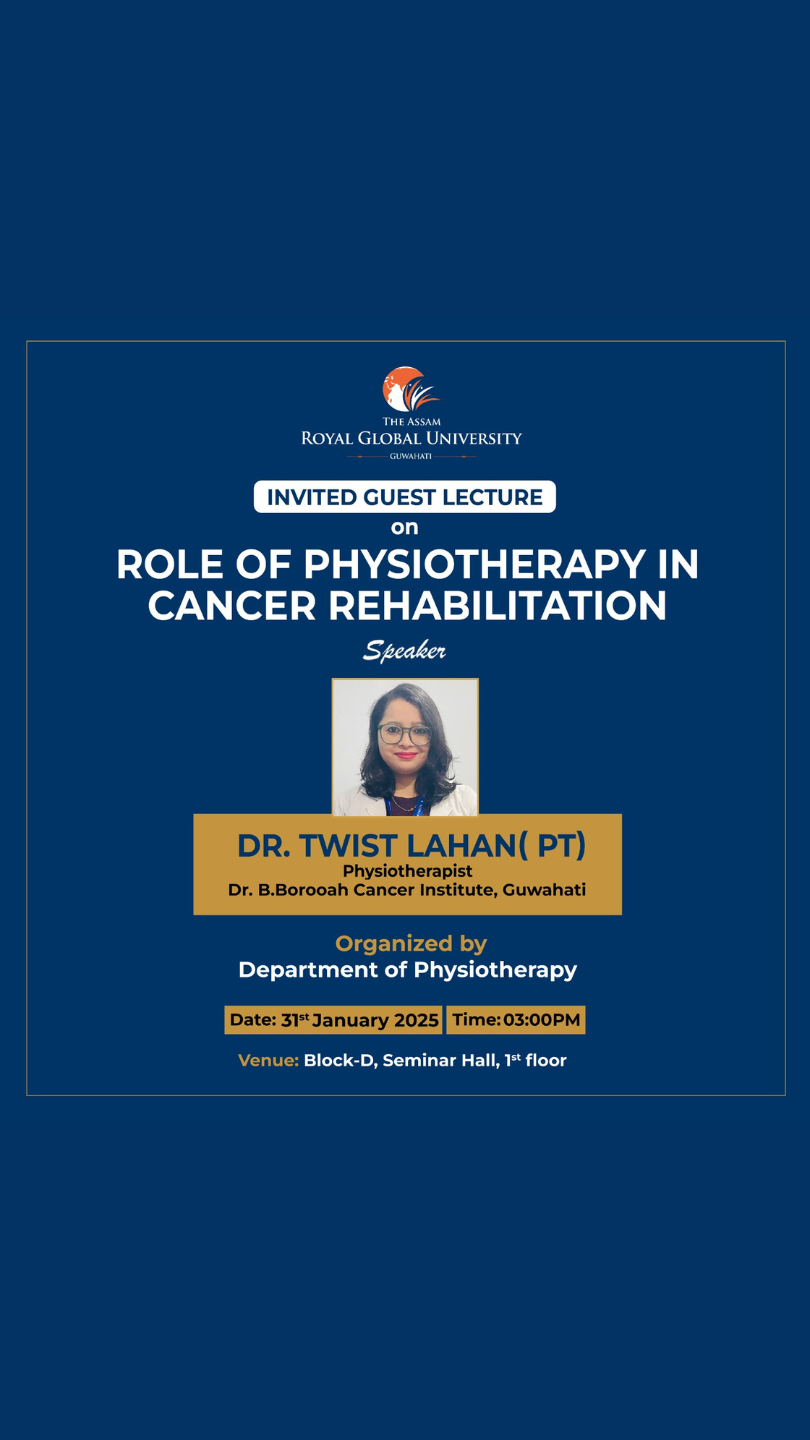 THE ASSAM
ROYAL GLOBAL UNIVERSITY
GUWAHATI
INVITED GUEST LECTURE
on
ROLE OF PHYSIOTHERAPY IN
CANCER REHABILITATION
Speaker
DR. TWIST LAHAN( PT)
Physiotherapist
Dr. B.Borooah Cancer Institute, Guwahati
Organized by
Department of Physiotherapy
Date: 31st January 2025 Time: 03:00PM
Venue: Block-D, Seminar Hall, 1st floor